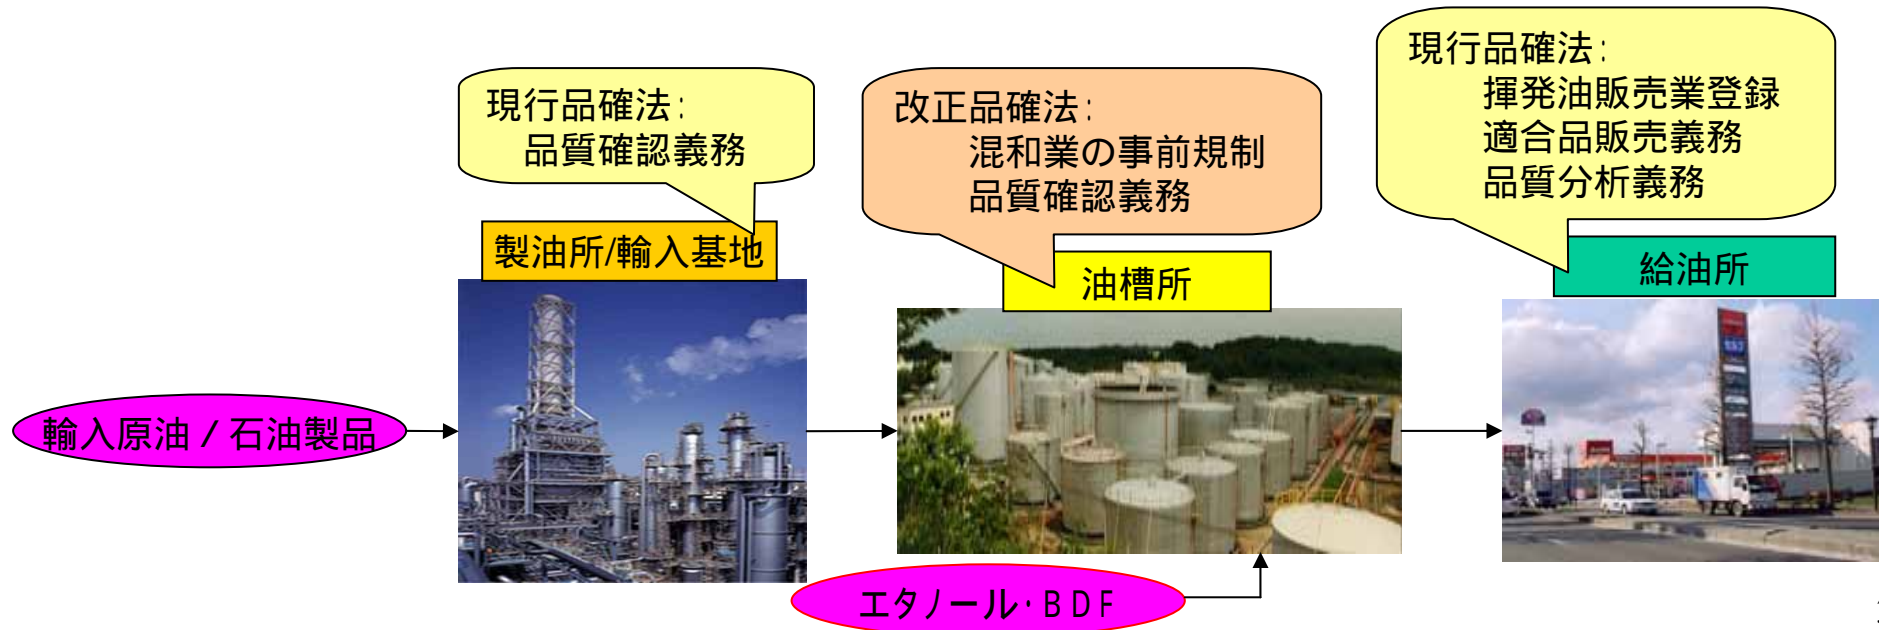 現行品確法：
品質確認義務
改正品確法：
混和業の事前規制
品質確認義務
現行品確法：
揮発油販売業登録
適合品販売義務
品質分析義務
製油所/輸入基地
油槽所
給油所
輸入原油／石油製品
エタノール・ＢＤＦ